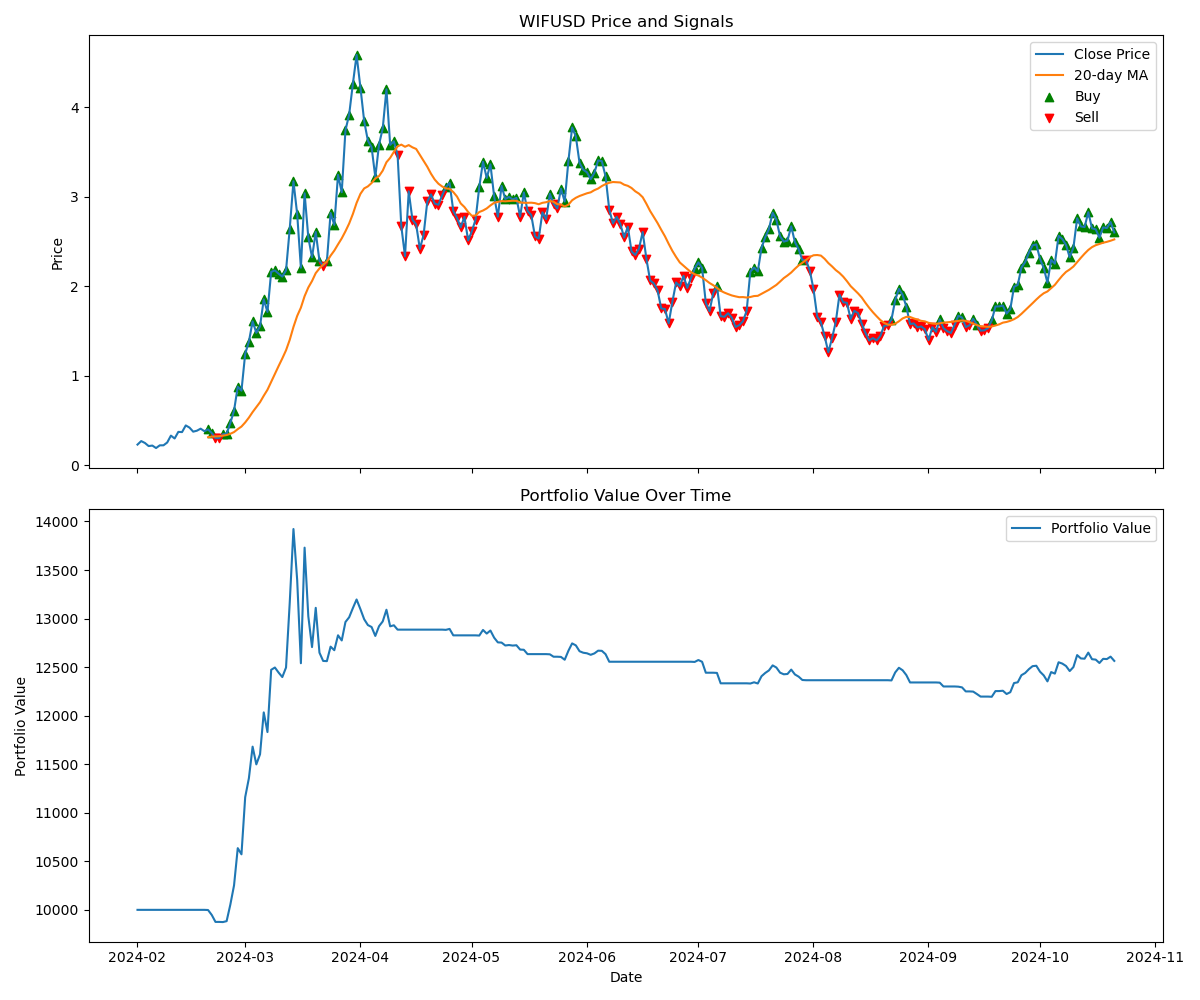 WIFUSD Price and Signals
Price
4
3
2
1
0
Close Price
20-day MA
Buy
Sell
Portfolio Value Over Time
Portfolio Value
14000
13500
13000
12500
12000
11500
11000
10500
10000
Portfolio Value
2024-02 2024-03 2024-04 2024-05 2024-06 2024-07 2024-08 2024-09 2024-10 2024-11
Date